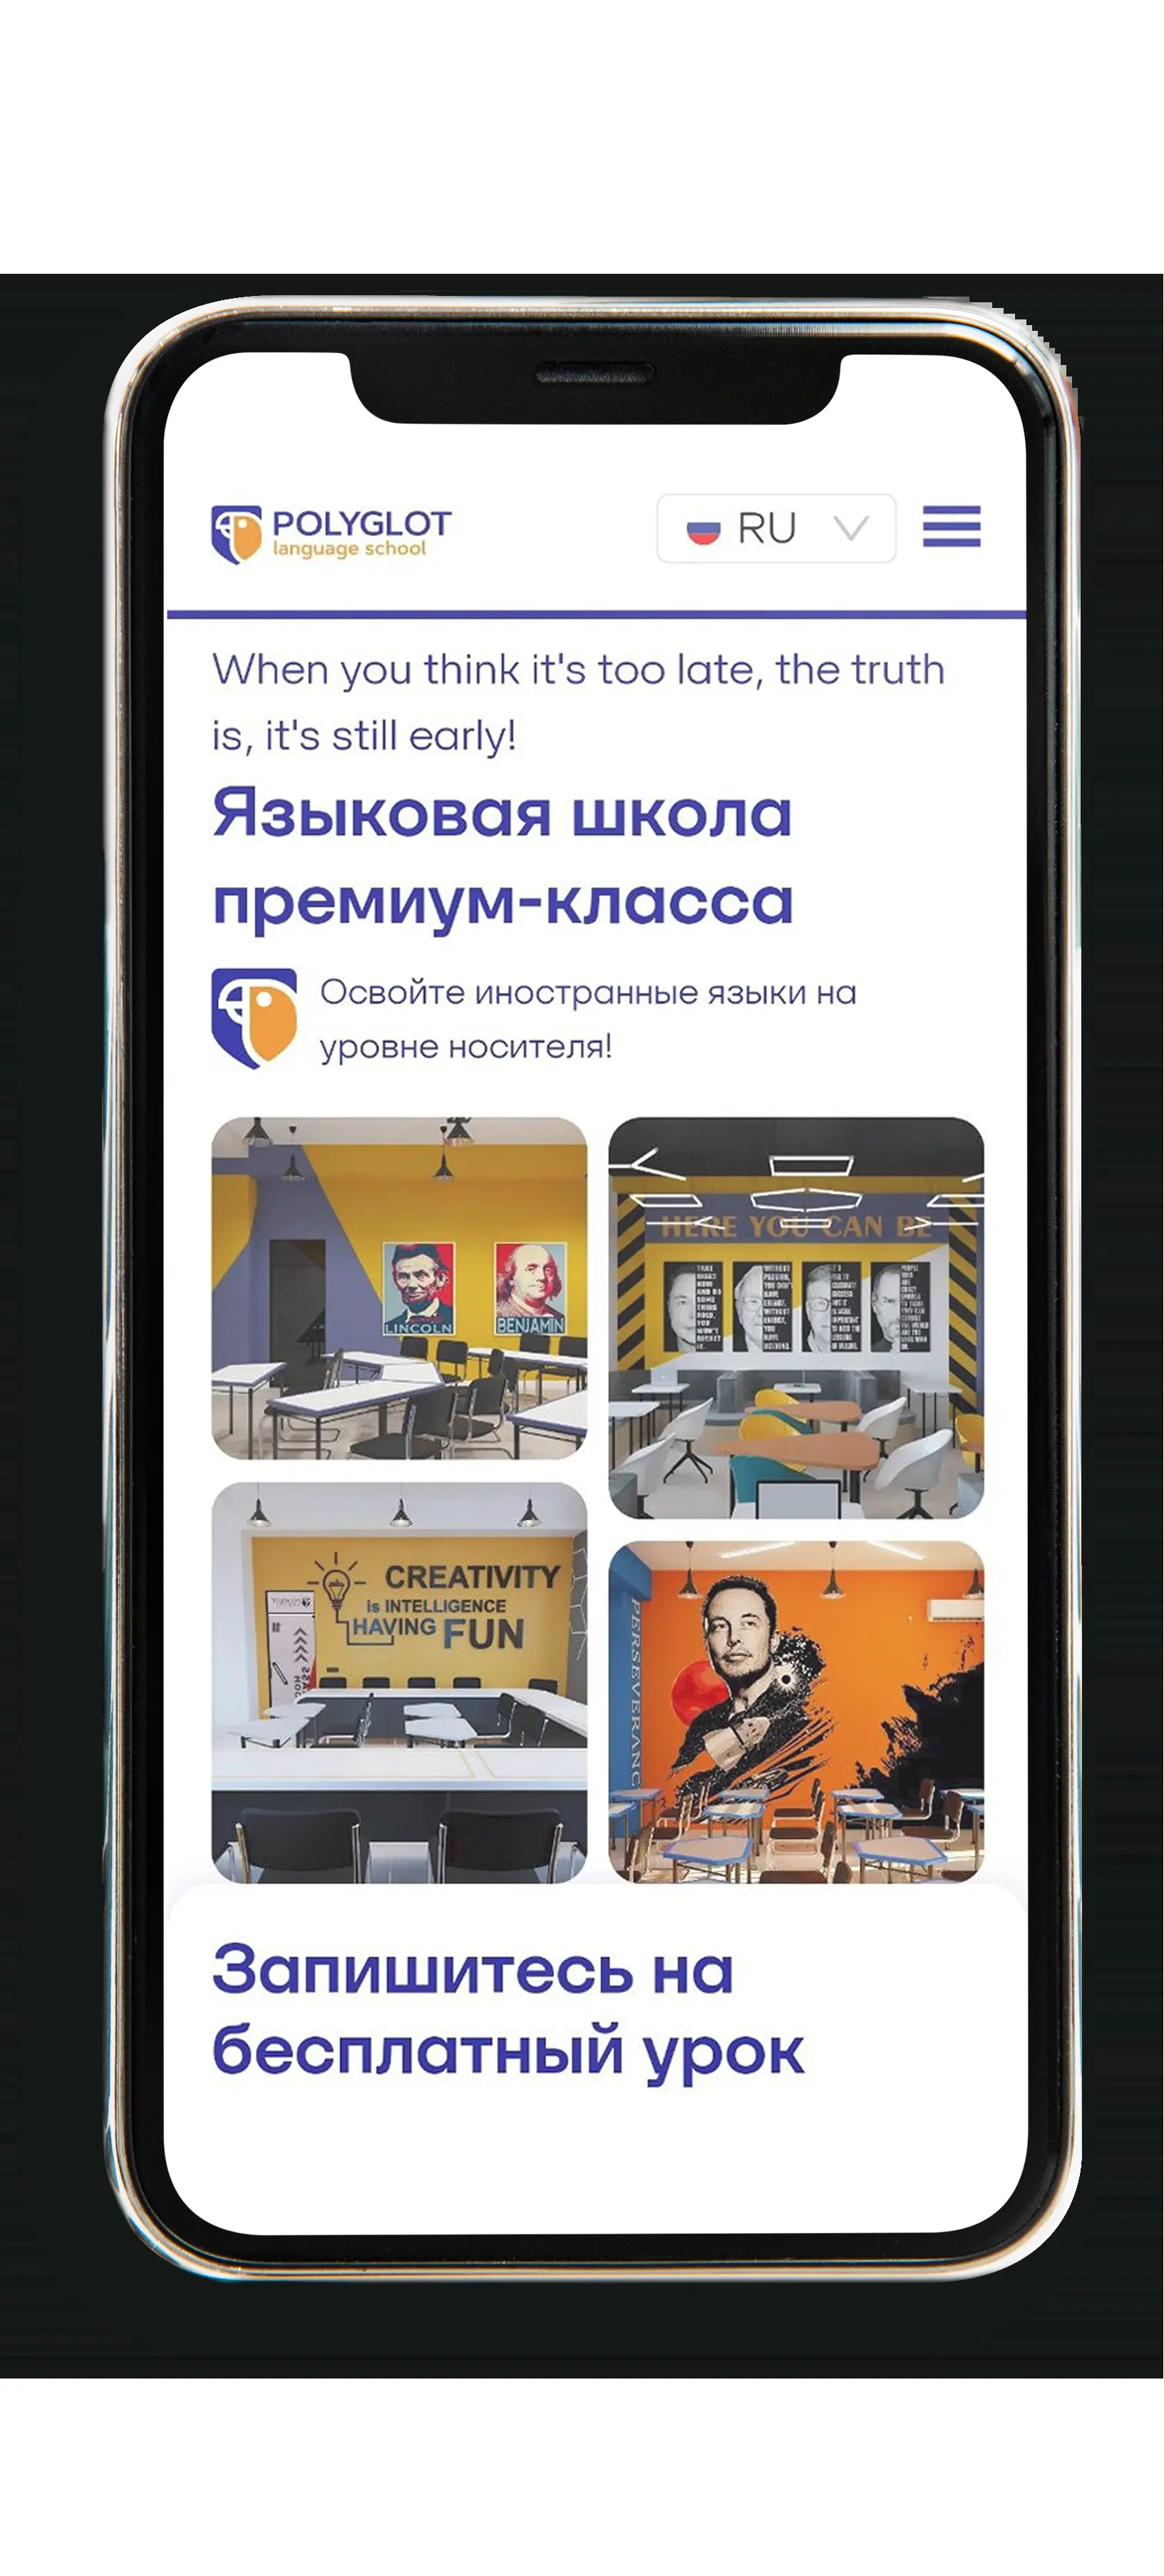 POLYGLOT
language school
RU
When you think it's too late, the truth
is, it's still early!
Языковая школа
премиум-класса
Освойте иностранные языки на
уровне носителя!
LINCOLN
BENJAMIN
HERE YOU CAN BE
CREATIVITY
is INTELLIGENCE
HAVING FUN
PERSEVERANC
Запишитесь на
бесплатный урок